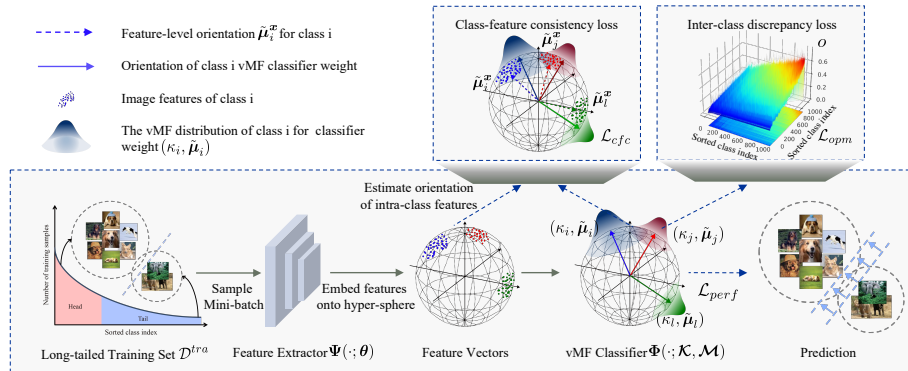 Feature-level orientation μ̃ᵢˣ for class i
Orientation of class i vMF classifier weight
Image features of class i
The vMF distribution of class i for classifier
weight (κᵢ, μ̃ᵢ)
Class-feature consistency loss
μ̃ⱼˣ
μ̃ᵢˣ
μ̃ₗˣ
ℒ_cfc
Inter-class discrepancy loss
O
0.6
0.4
0.2
0.0
0 200 400 600 800 1000
Sorted class index
0 200 400 600 800 1000
Sorted class index
ℒ_opm
Estimate orientation
of intra-class features
Number of training samples
Head
Tail
Sorted class index
Sample
Mini-batch
Embed features
onto hyper-sphere
(κᵢ, μ̃ᵢ)
(κⱼ, μ̃ⱼ)
(κₗ, μ̃ₗ)
ℒ_perf
Long-tailed Training Set 𝒟ᵗʳᵃ
Feature Extractor Ψ(·; θ)
Feature Vectors
vMF Classifier Φ(·; 𝒦, ℳ)
Prediction